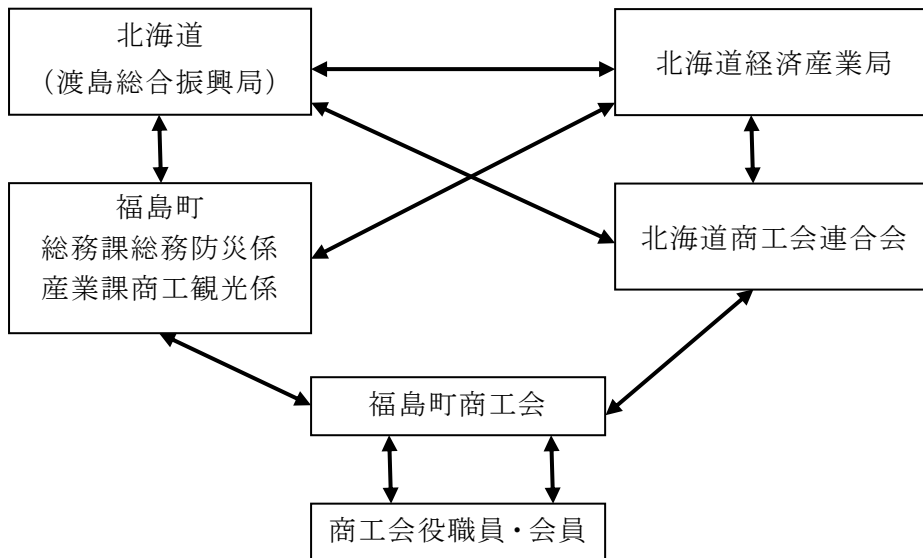 北海道
（渡島総合振興局）
北海道経済産業局
福島町
総務課総務防災係
産業課商工観光係
北海道商工会連合会
福島町商工会
商工会役職員・会員